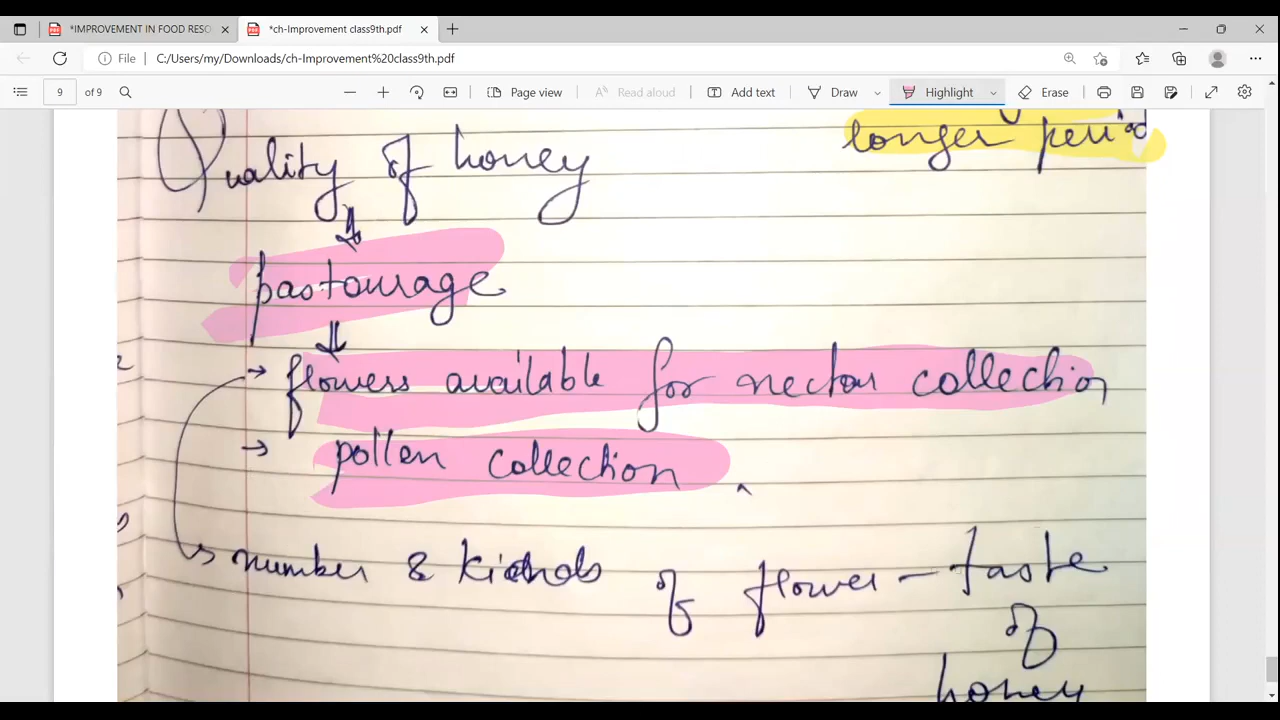 *IMPROVEMENT IN FOOD RESO
*ch-Improvement class9th.pdf
File
C:/Users/my/Downloads/ch-Improvement%20class9th.pdf
9 of 9
Page view
Read aloud
Add text
Draw
Highlight
Erase
longer period
Quality of honey
pastourage
→ flowers available for nectar collection
→ pollen collection
number & kinds of flower - taste
of
honey